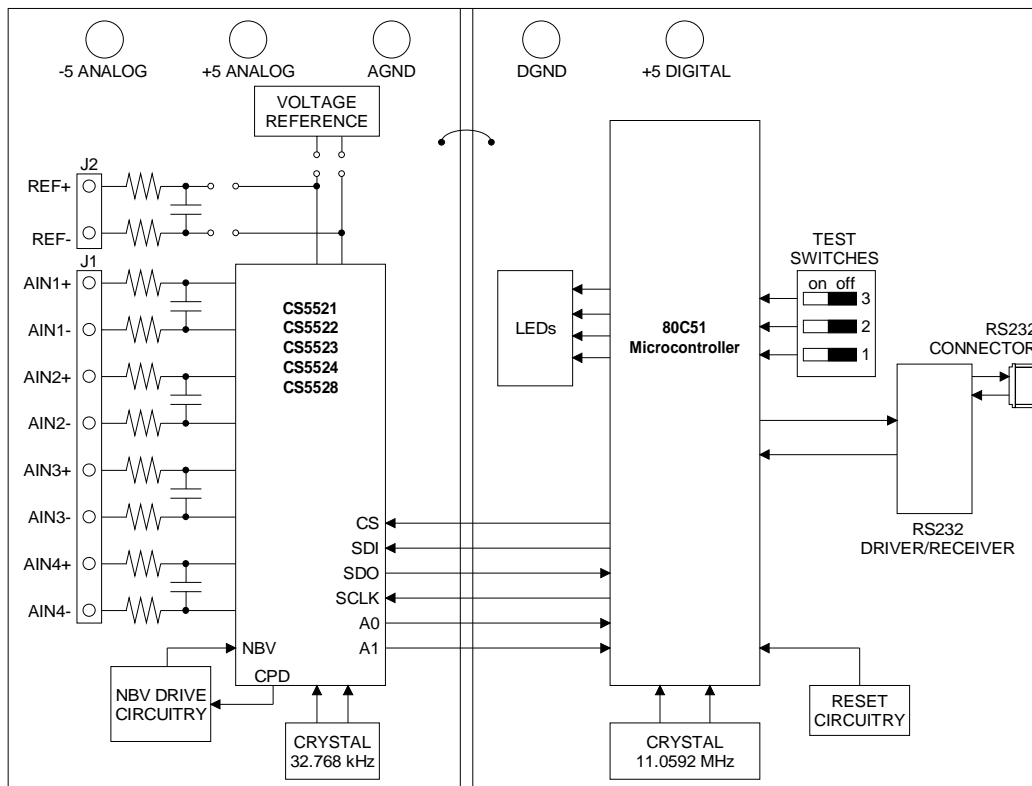 -5 ANALOG
+5 ANALOG
AGND
DGND
+5 DIGITAL
VOLTAGE
REFERENCE
J2
REF+
REF-
J1
AIN1+
AIN1-
AIN2+
AIN2-
AIN3+
AIN3-
AIN4+
AIN4-
CS5521
CS5522
CS5523
CS5524
CS5528
CS
SDI
SDO
SCLK
A0
A1
NBV
CPD
NBV DRIVE
CIRCUITRY
CRYSTAL
32.768 kHz
LEDs
80C51
Microcontroller
TEST
SWITCHES
on off
3
2
1
RS232
CONNECTOR
RS232
DRIVER/RECEIVER
CRYSTAL
11.0592 MHz
RESET
CIRCUITRY